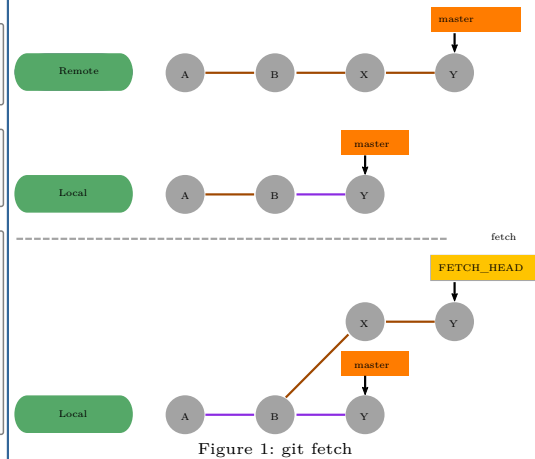 master
Remote
A
B
X
Y
master
Local
A
B
Y
fetch
FETCH_HEAD
X
Y
master
Local
A
B
Y
Figure 1: git fetch